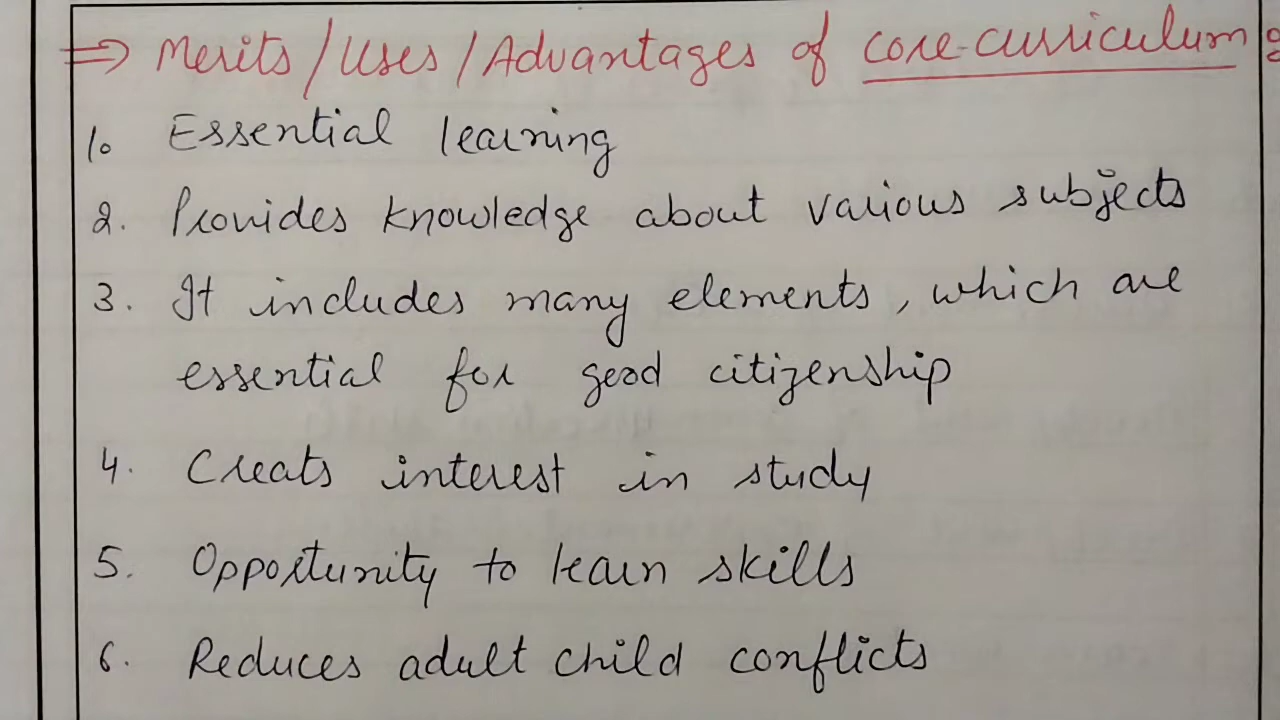 ⇒ Merits/Uses/Advantages of core-curriculum
1. Essential learning
2. Provides knowledge about various subjects
3. It includes many elements, which are
essential for good citizenship
4. Creats interest in study
5. Opportunity to learn skills
6. Reduces adult child conflicts